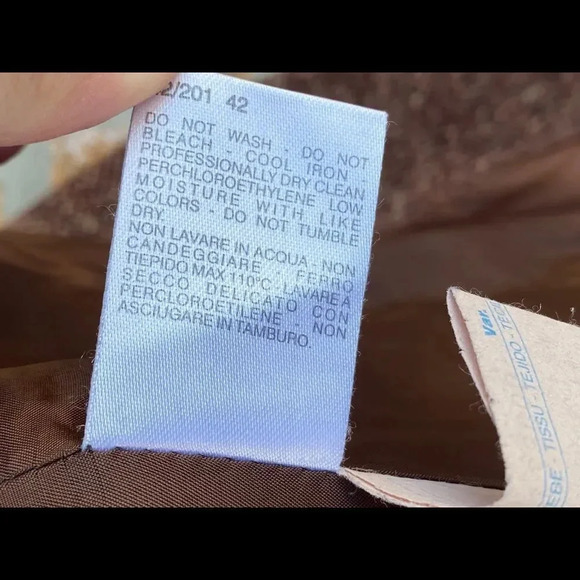 2/201 42
DO NOT WASH - DO NOT
BLEACH - COOL IRON -
PROFESSIONALLY DRY CLEAN
PERCHLOROETHYLENE LOW
MOISTURE WITH LIKE
COLORS - DO NOT TUMBLE
DRY.
NON LAVARE IN ACQUA - NON
CANDEGGIARE FERRO
TIEPIDO MAX 110°C LAVARE A
SECCO DELICATO CON
PERCLOROETILENE - NON
ASCIUGARE IN TAMBURO.
Var.
TISSU - TEJIDO - TE